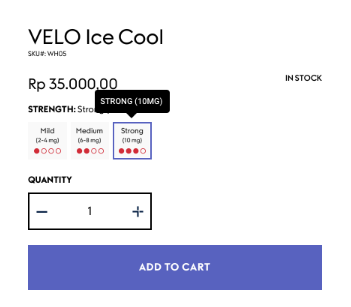 VELO Ice Cool
SKU#: WH05
Rp 35.000,00
IN STOCK
STRONG (10MG)
STRENGTH: Stro
Mild
(2-4 mg)
Medium
(6-8 mg)
Strong
(10 mg)
QUANTITY
— 1 +
ADD TO CART